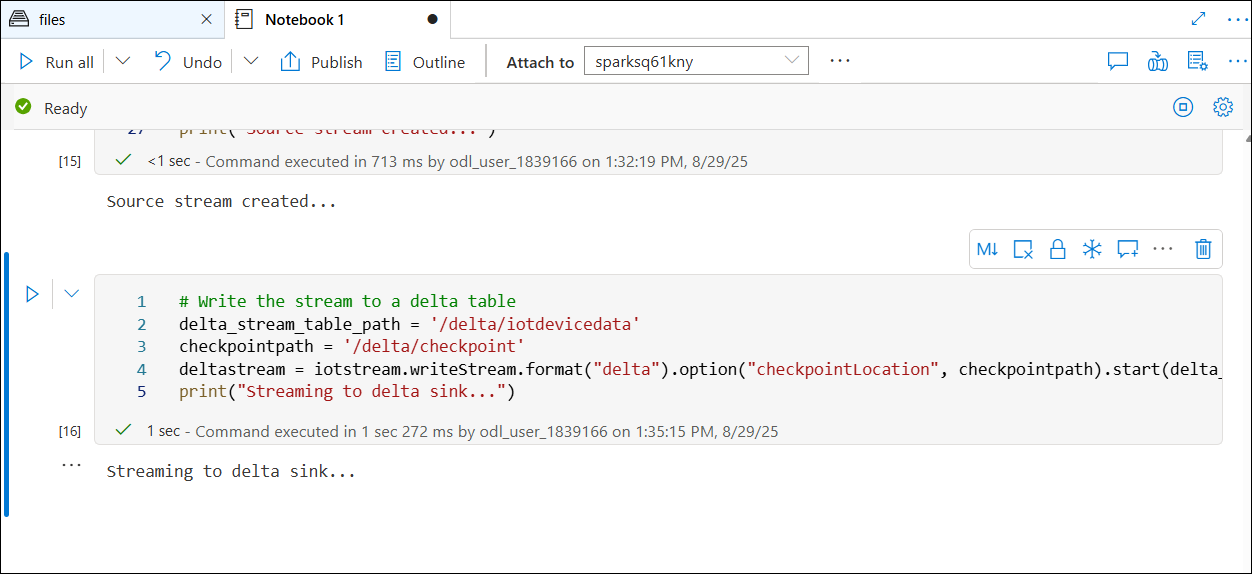 files
Notebook 1
Run all
Undo
Publish
Outline
Attach to
sparksq61kny
Ready
27 print("Source stream created...")
[15] <1 sec - Command executed in 713 ms by odl_user_1839166 on 1:32:19 PM, 8/29/25
Source stream created...
M↓
1 # Write the stream to a delta table
2 delta_stream_table_path = '/delta/iotdevicedata'
3 checkpointpath = '/delta/checkpoint'
4 deltastream = iotstream.writeStream.format("delta").option("checkpointLocation", checkpointpath).start(delta_
5 print("Streaming to delta sink...")
[16] 1 sec - Command executed in 1 sec 272 ms by odl_user_1839166 on 1:35:15 PM, 8/29/25
Streaming to delta sink...